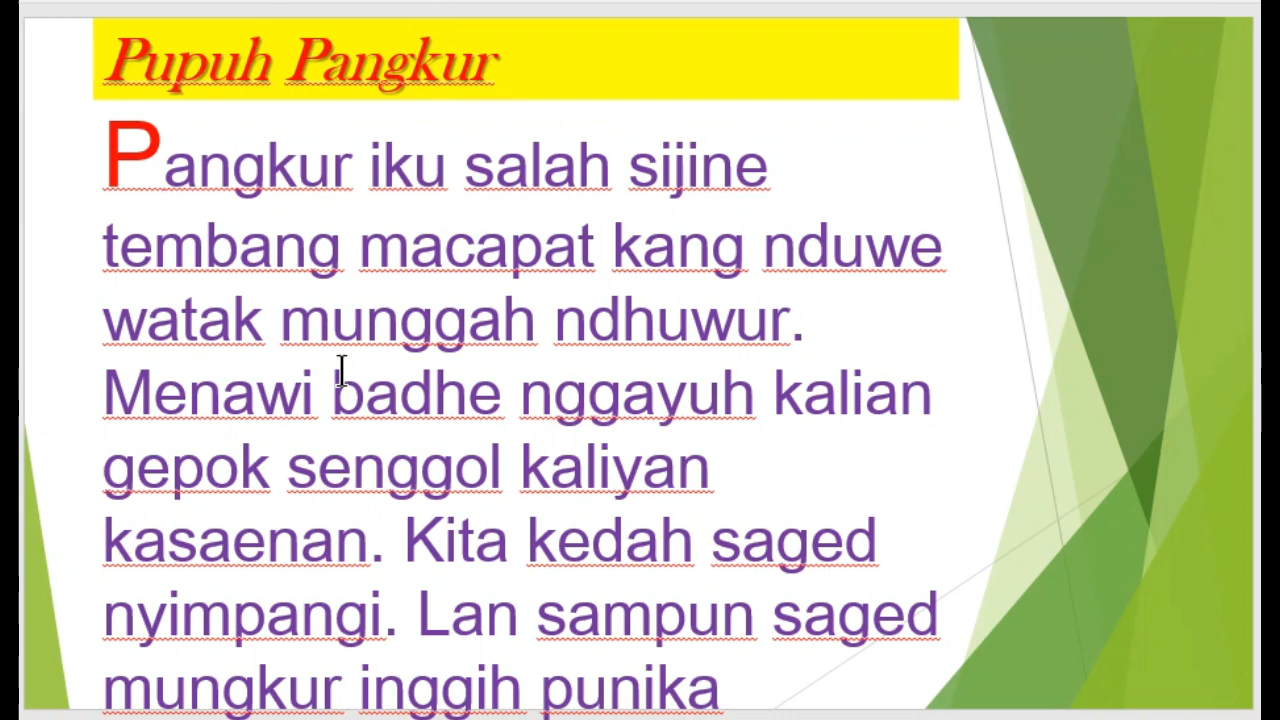 Pupuh Pangkur
Pangkur iku salah sijine
tembang macapat kang nduwe
watak munggah ndhuwur.
Menawi badhe nggayuh kalian
gepok senggol kaliyan
kasaenan. Kita kedah saged
nyimpangi. Lan sampun saged
mungkur inggih punika